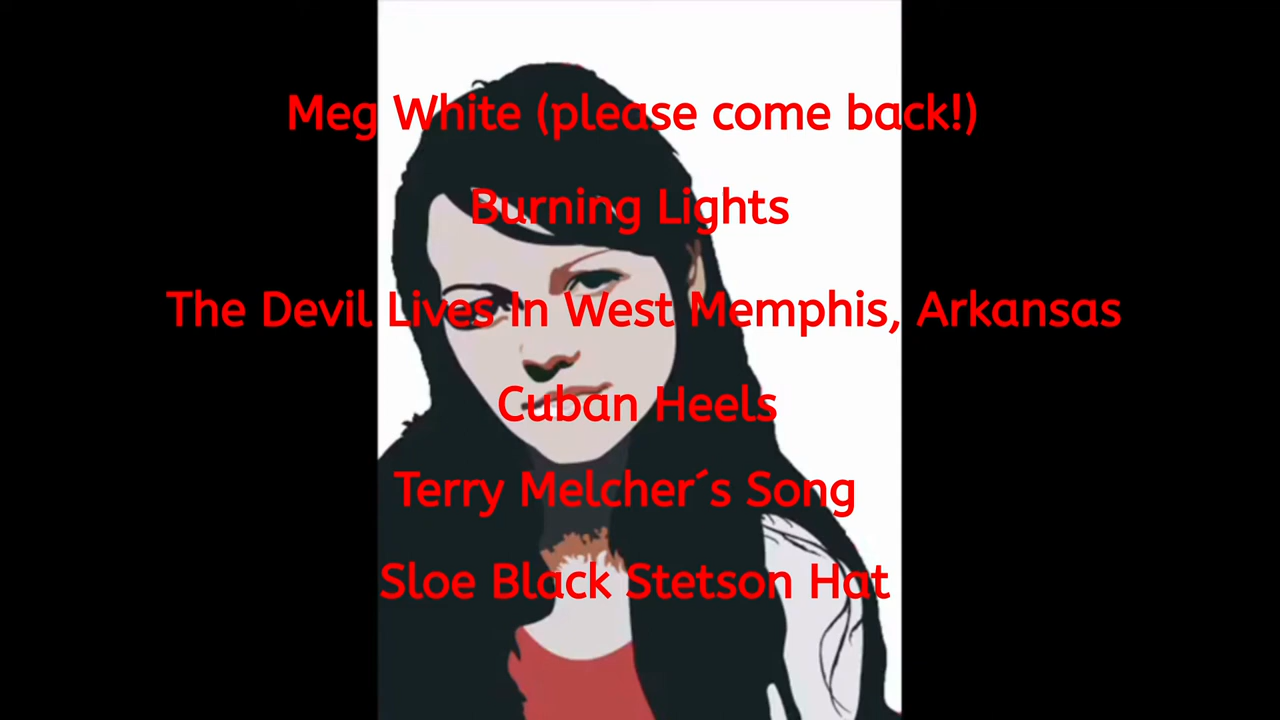 Meg White (please come back!)
Burning Lights
The Devil Lives In West Memphis, Arkansas
Cuban Heels
Terry Melcher´s Song
Sloe Black Stetson Hat